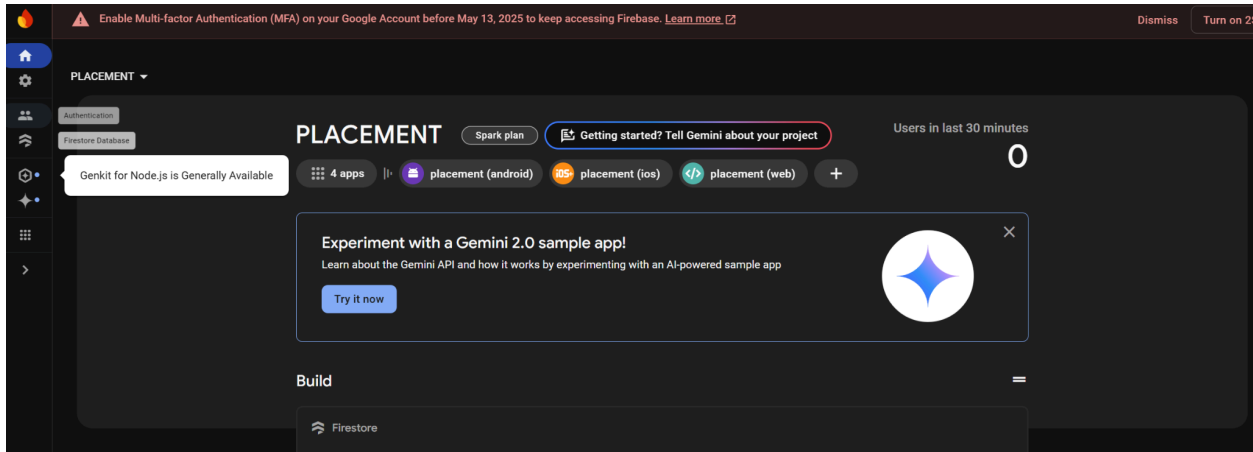 Enable Multi-factor Authentication (MFA) on your Google Account before May 13, 2025 to keep accessing Firebase. Learn more
Dismiss
Turn on
PLACEMENT
Authentication
Firestore Database
Genkit for Node.js is Generally Available
PLACEMENT
Spark plan
Getting started? Tell Gemini about your project
Users in last 30 minutes
0
4 apps
placement (android)
iOS+
placement (ios)
placement (web)
+
Experiment with a Gemini 2.0 sample app!
Learn about the Gemini API and how it works by experimenting with an AI-powered sample app
Try it now
Build
Firestore